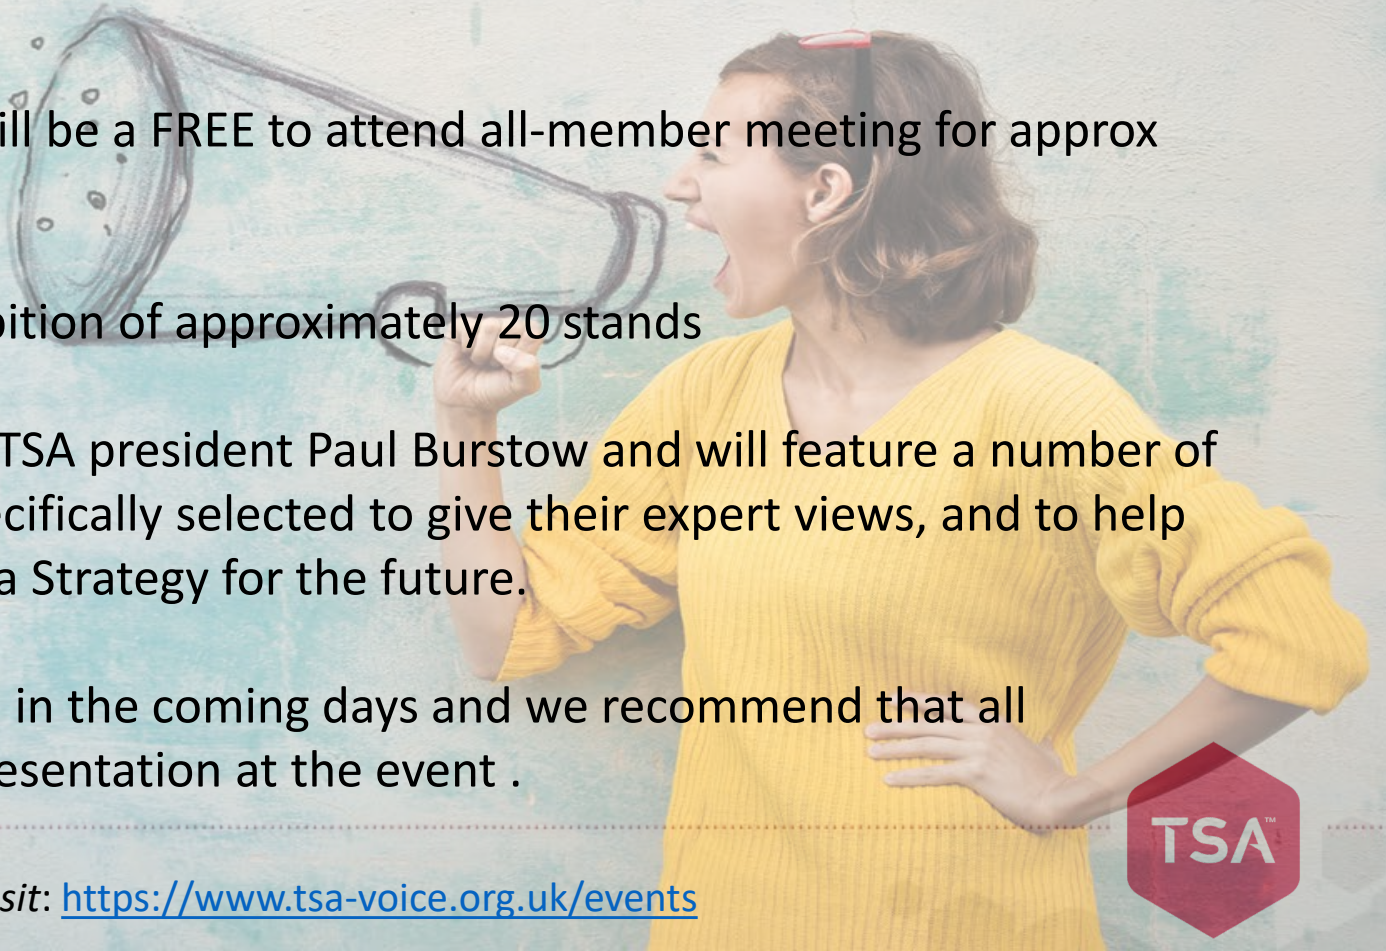 ill be a FREE to attend all-member meeting for approx
bition of approximately 20 stands
TSA president Paul Burstow and will feature a number of
ecifically selected to give their expert views, and to help
a Strategy for the future.
in the coming days and we recommend that all
esentation at the event .
TSA™
sit: https://www.tsa-voice.org.uk/events